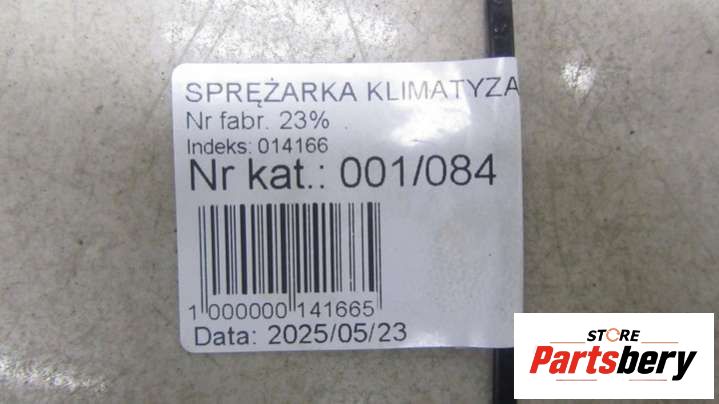 SPRĘŻARKA KLIMATYZA
Nr fabr. 23%
Indeks: 014166
Nr kat.: 001/084
1 000000 141665
Data: 2025/05/23
STORE
Partsbery